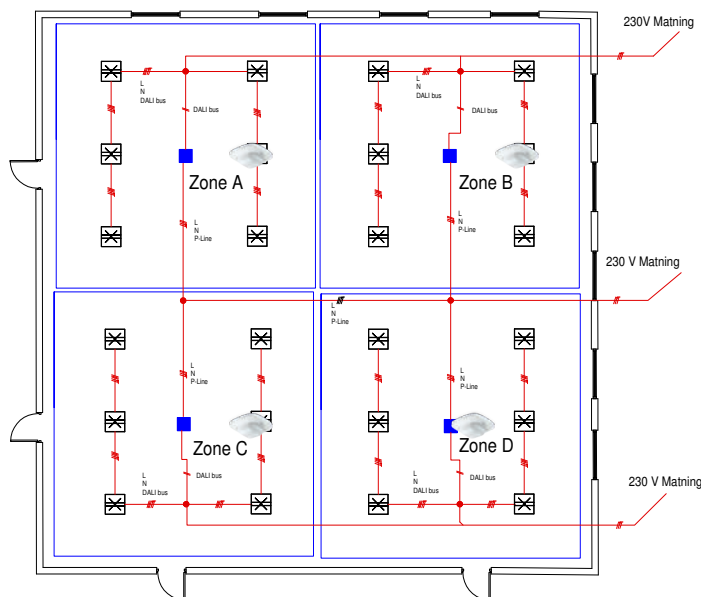 230V Matning
L
N
DALI bus
DALI bus
L
N
DALI bus
DALI bus
Zone A
Zone B
L
N
P-Line
L
N
P-Line
230 V Matning
L
N
P-Line
L
N
P-Line
L
N
P-Line
Zone C
Zone D
L
N
DALI bus
DALI bus
L
N
DALI bus
DALI bus
230 V Matning